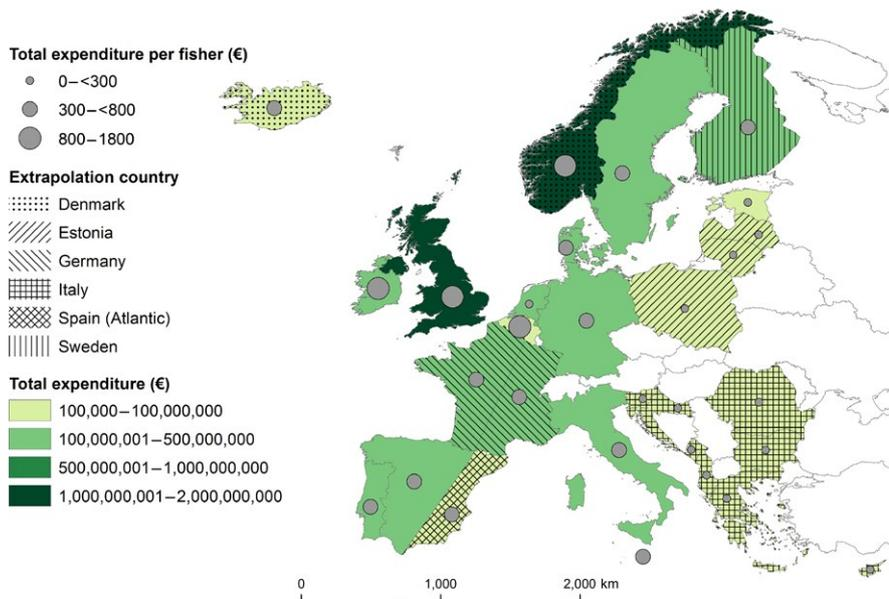 Total expenditure per fisher (€)
0–<300
300–<800
800–1800
Extrapolation country
Denmark
Estonia
Germany
Italy
Spain (Atlantic)
Sweden
Total expenditure (€)
100,000–100,000,000
100,000,001–500,000,000
500,000,001–1,000,000,000
1,000,000,001–2,000,000,000
0 1,000 2,000 km